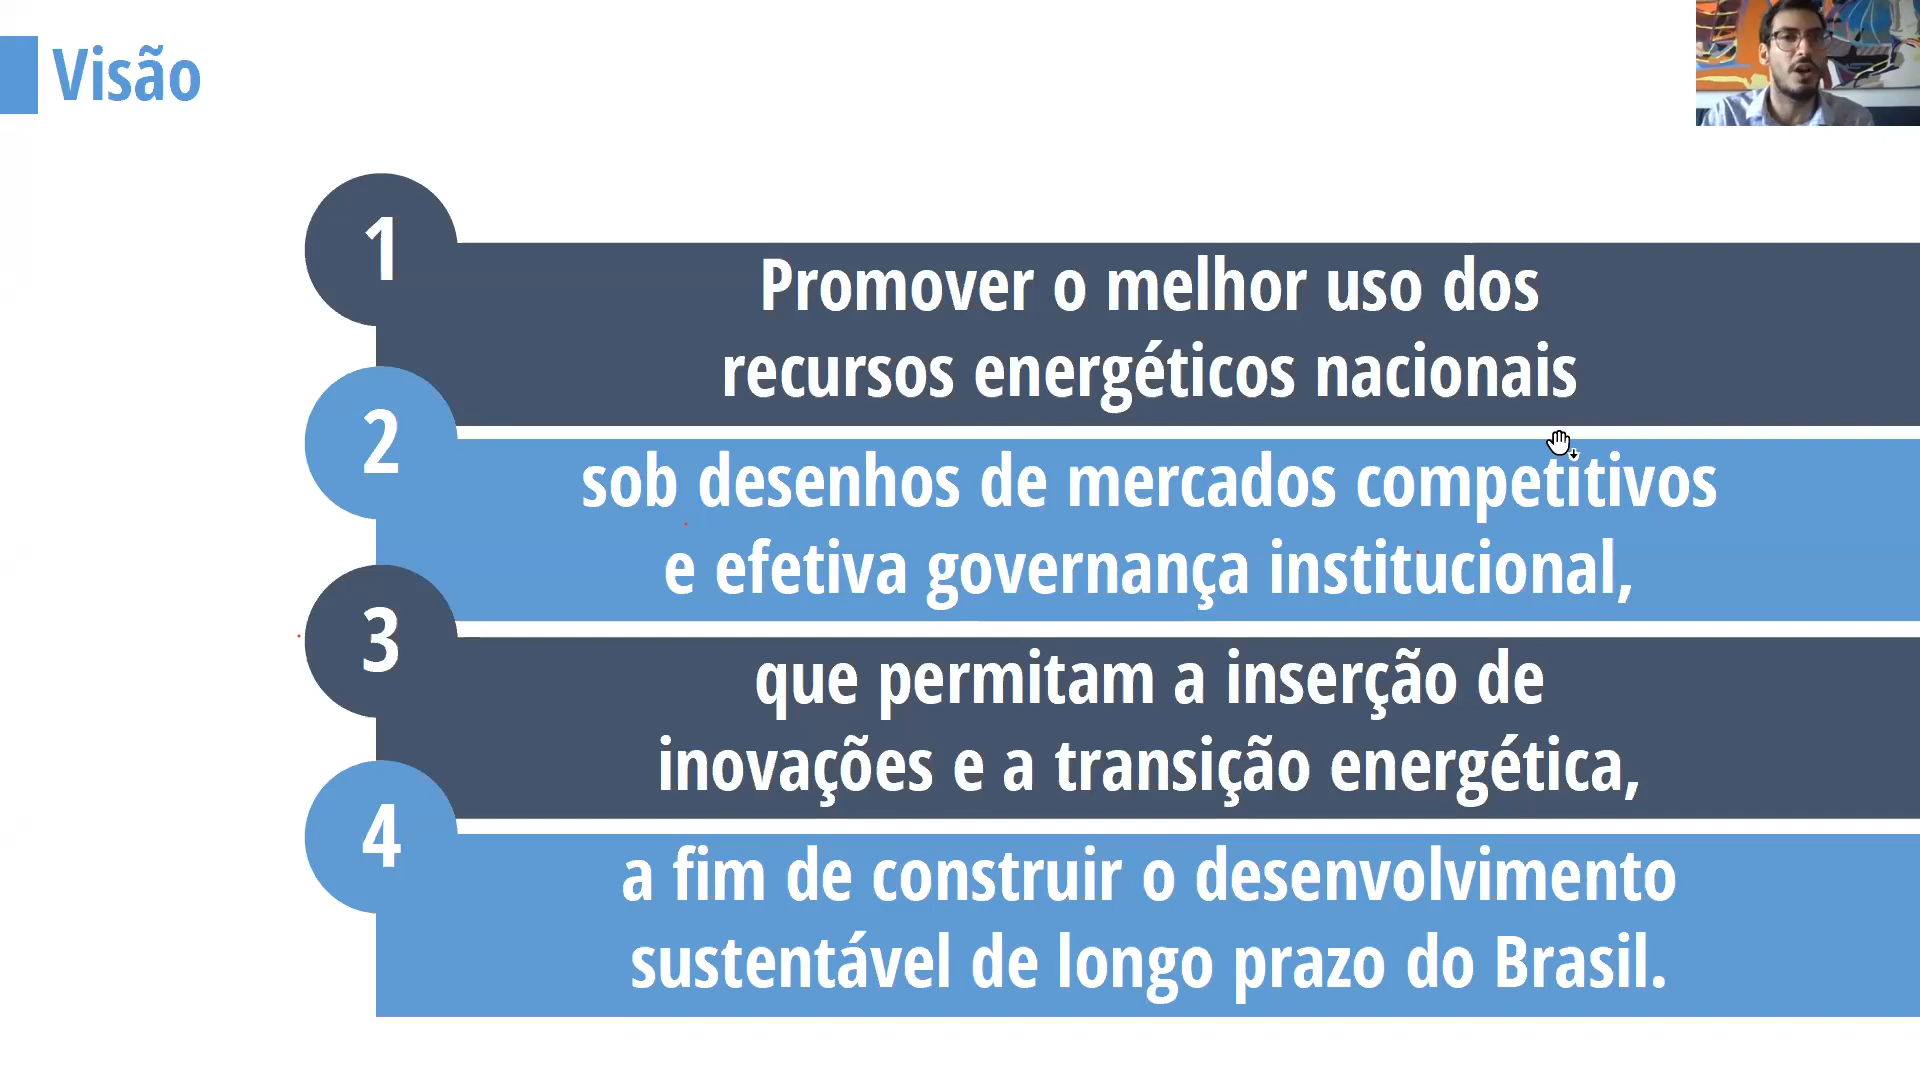 Visão
1
Promover o melhor uso dos
recursos energéticos nacionais
2
sob desenhos de mercados competitivos
e efetiva governança institucional,
3
que permitam a inserção de
inovações e a transição energética,
4
a fim de construir o desenvolvimento
sustentável de longo prazo do Brasil.